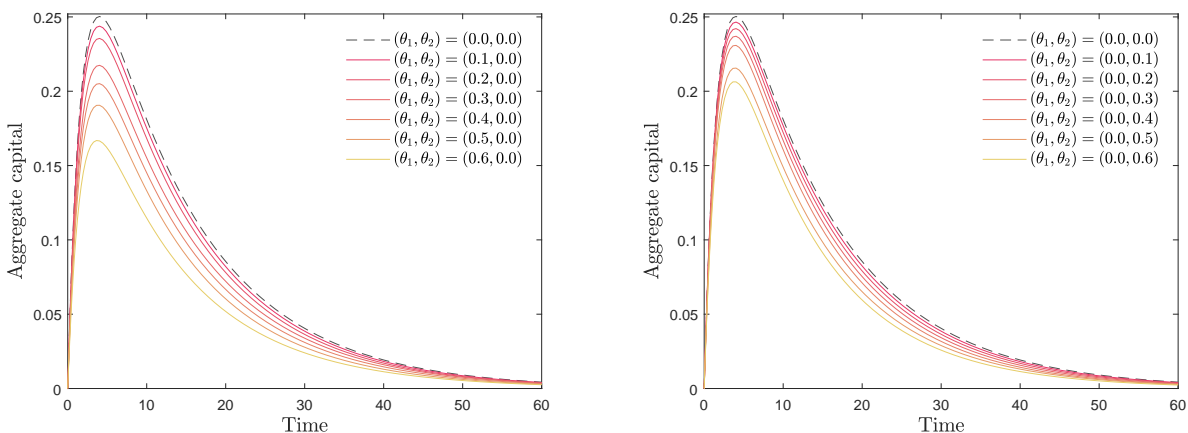 0.25
0.2
0.15
0.1
0.05
0
Aggregate capital
0 10 20 30 40 50 60
Time
(θ₁, θ₂) = (0.0, 0.0)
(θ₁, θ₂) = (0.1, 0.0)
(θ₁, θ₂) = (0.2, 0.0)
(θ₁, θ₂) = (0.3, 0.0)
(θ₁, θ₂) = (0.4, 0.0)
(θ₁, θ₂) = (0.5, 0.0)
(θ₁, θ₂) = (0.6, 0.0)
0.25
0.2
0.15
0.1
0.05
0
Aggregate capital
0 10 20 30 40 50 60
Time
(θ₁, θ₂) = (0.0, 0.0)
(θ₁, θ₂) = (0.0, 0.1)
(θ₁, θ₂) = (0.0, 0.2)
(θ₁, θ₂) = (0.0, 0.3)
(θ₁, θ₂) = (0.0, 0.4)
(θ₁, θ₂) = (0.0, 0.5)
(θ₁, θ₂) = (0.0, 0.6)